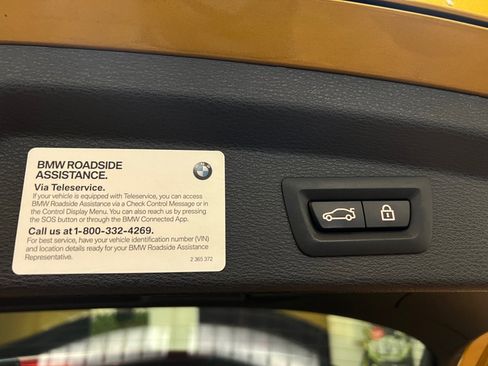 BMW ROADSIDE
ASSISTANCE.
Via Teleservice.
If your vehicle is equipped with Teleservice, you can access
BMW Roadside Assistance via a Check Control Message or in
the Control Display Menu. You can also reach us by pressing
the SOS button or through the BMW Connected App.
Call us at 1-800-332-4269.
For best service, have your vehicle identification number (VIN)
and location details ready for your BMW Roadside Assistance
Representative.
2 365 372